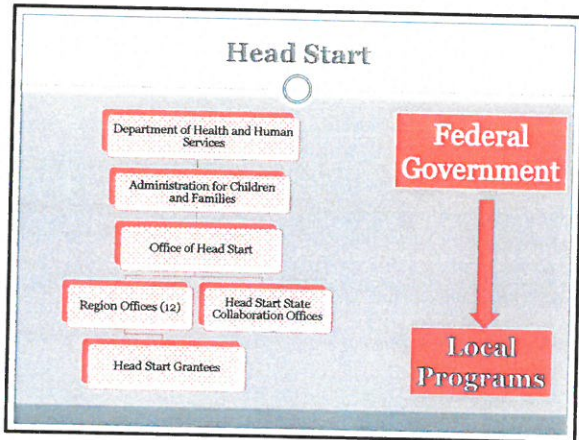 Head Start
Department of Health and Human
Services
Administration for Children
and Families
Office of Head Start
Region Offices (12)
Head Start State
Collaboration Offices
Head Start Grantees
Federal
Government
Local
Programs